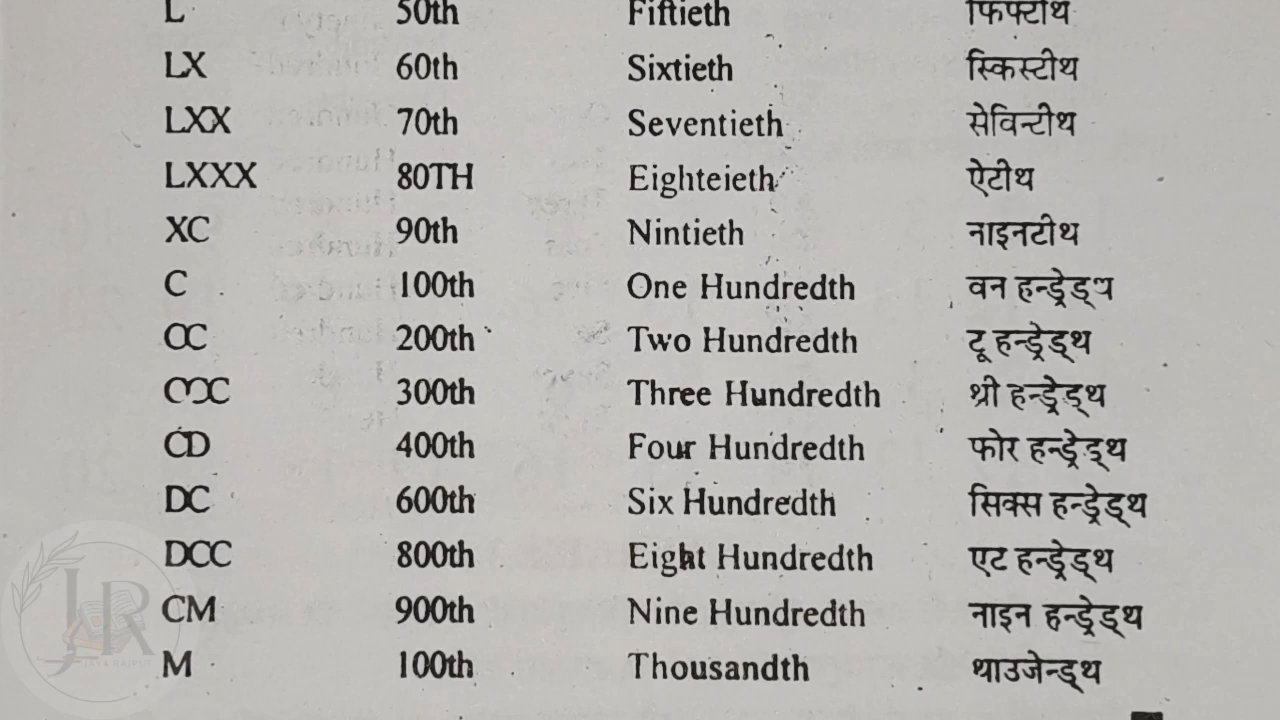 L 50th Fiftieth फिफ्टीथ
LX 60th Sixtieth स्किस्टीथ
LXX 70th Seventieth सेविन्टीथ
LXXX 80TH Eighteieth ऐटीथ
XC 90th Nintieth नाइनटीथ
C 100th One Hundredth वन हन्ड्रेड्थ
CC 200th Two Hundredth टू हन्ड्रेड्थ
CCC 300th Three Hundredth थ्री हन्ड्रेड्थ
CD 400th Four Hundredth फोर हन्ड्रेड्थ
DC 600th Six Hundredth सिक्स हन्ड्रेड्थ
DCC 800th Eight Hundredth एट हन्ड्रेड्थ
CM 900th Nine Hundredth नाइन हन्ड्रेड्थ
M 100th Thousandth थाउजेन्ड्थ
JR